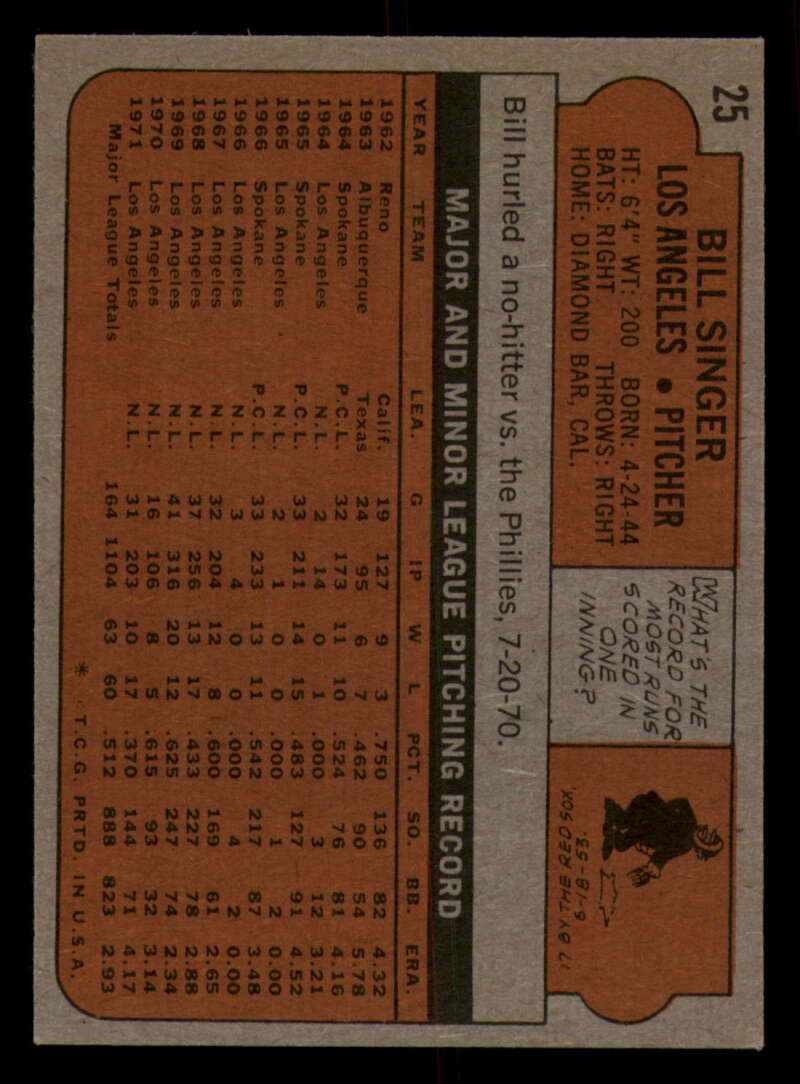 25
BILL SINGER
LOS ANGELES • PITCHER
HT: 6'4" WT: 200 BORN: 4-24-44
BATS: RIGHT THROWS: RIGHT
HOME: DIAMOND BAR, CAL.
WHAT'S THE
RECORD FOR
MOST RUNS
SCORED IN
ONE
INNING?
17 BY THE RED SOX,
6-18-53.
Bill hurled a no-hitter vs. the Phillies, 7-20-70.
MAJOR AND MINOR LEAGUE PITCHING RECORD
YEAR TEAM LEA. G IP W L PCT. SO. BB. ERA.
1962 Reno Calif. 19 127 9 3 .750 136 82 4.32
1963 Albuquerque Texas 24 95 6 7 .462 90 54 5.78
1964 Spokane P.C.L. 32 173 11 10 .524 76 81 4.16
1964 Los Angeles N.L. 2 14 0 1 .000 3 12 3.21
1965 Spokane P.C.L. 33 211 14 15 .483 127 91 4.52
1965 Los Angeles N.L. 2 1 0 0 .000 1 2 0.00
1966 Spokane P.C.L. 33 233 13 11 .542 217 87 3.48
1966 Los Angeles N.L. 3 4 0 0 .000 4 2 0.00
1967 Los Angeles N.L. 32 204 12 8 .600 169 61 2.65
1968 Los Angeles N.L. 37 256 13 17 .433 227 78 2.88
1969 Los Angeles N.L. 41 316 20 12 .625 247 74 2.34
1970 Los Angeles N.L. 16 106 8 5 .615 93 32 3.14
1971 Los Angeles N.L. 31 203 10 17 .370 144 71 4.17
Major League Totals 164 1104 63 60 .512 888 823 2.93
* T.C.G. PRTD. IN U.S.A.